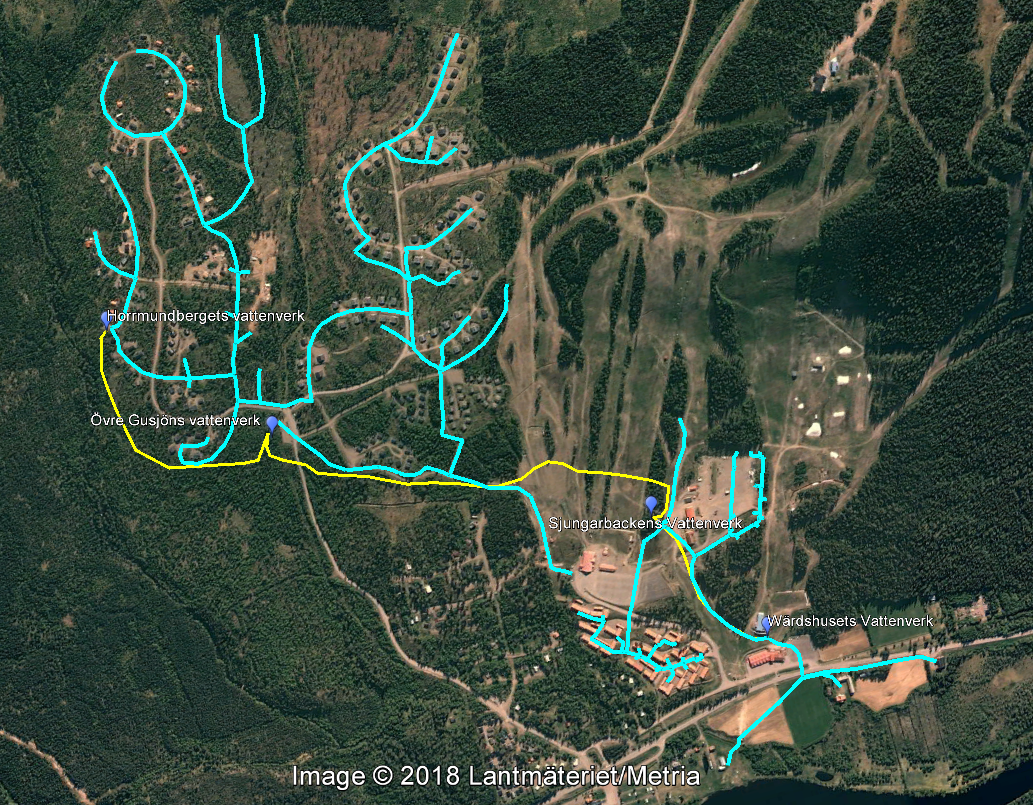 Horrmundbergets vattenverk
Övre Gusjöns vattenverk
Sjungarbackens Vattenverk
Wärdshusets Vattenverk
Image © 2018 Lantmäteriet/Metria